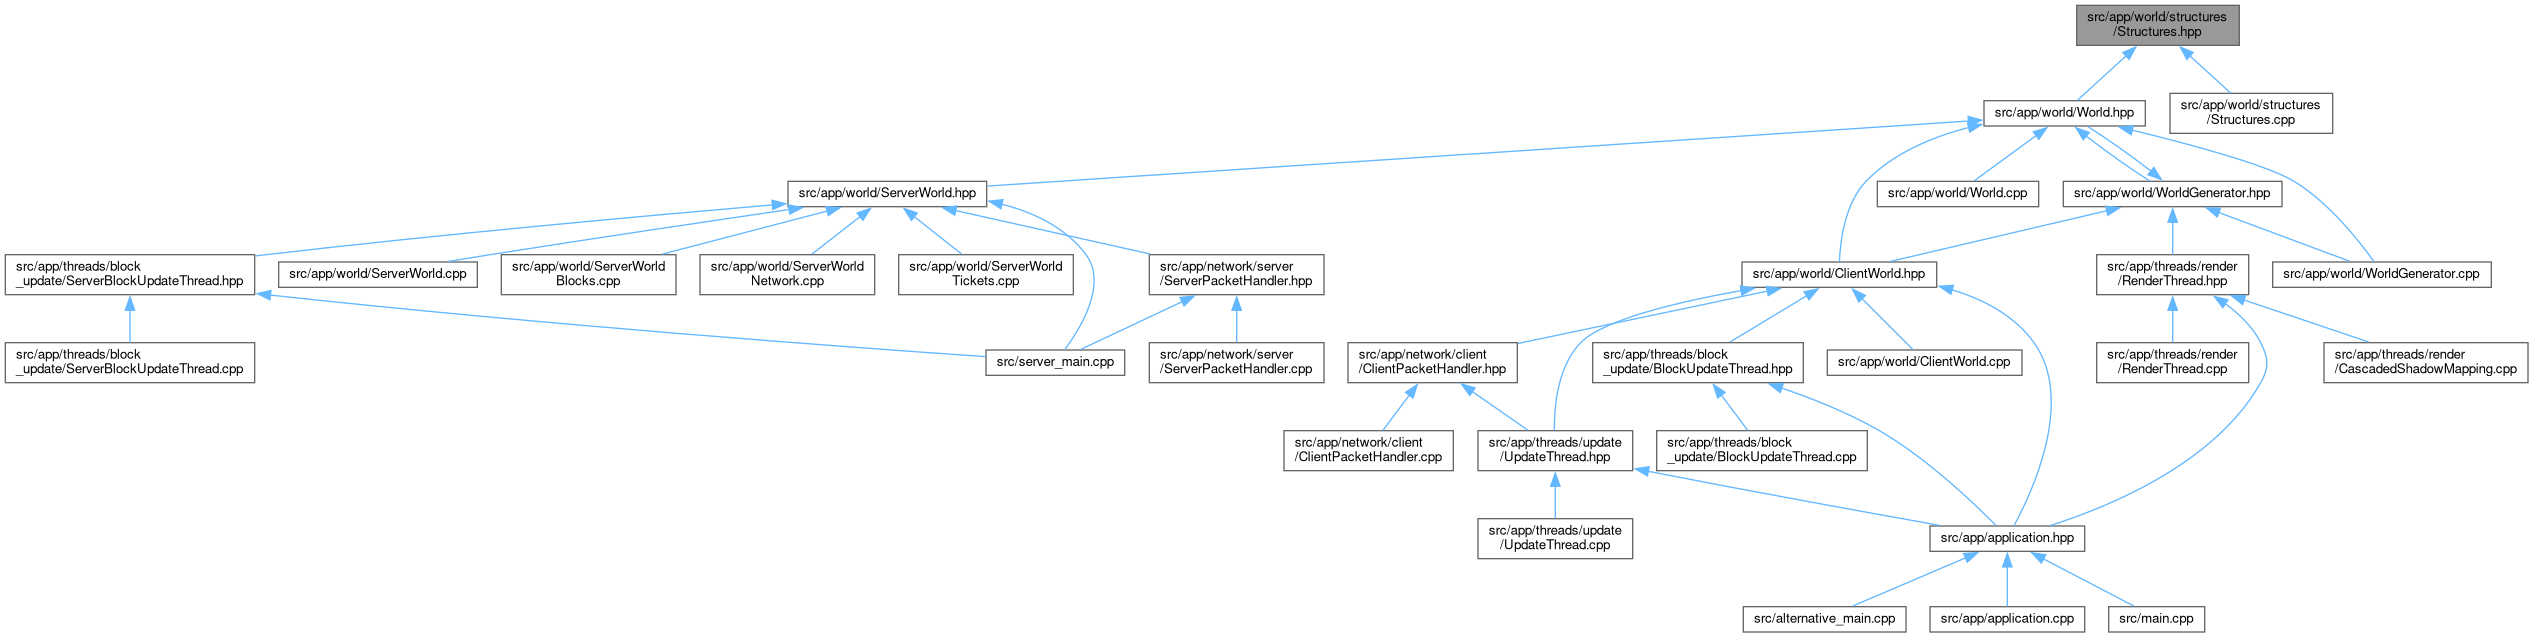 src/app/world/structures
/Structures.hpp
src/app/world/World.hpp
src/app/world/structures
/Structures.cpp
src/app/world/ServerWorld.hpp
src/app/world/World.cpp
src/app/world/WorldGenerator.hpp
src/app/threads/block
_update/ServerBlockUpdateThread.hpp
src/app/world/ServerWorld.cpp
src/app/world/ServerWorld
Blocks.cpp
src/app/world/ServerWorld
Network.cpp
src/app/world/ServerWorld
Tickets.cpp
src/app/network/server
/ServerPacketHandler.hpp
src/app/world/ClientWorld.hpp
src/app/threads/render
/RenderThread.hpp
src/app/world/WorldGenerator.cpp
src/app/threads/block
_update/ServerBlockUpdateThread.cpp
src/server_main.cpp
src/app/network/server
/ServerPacketHandler.cpp
src/app/network/client
/ClientPacketHandler.hpp
src/app/threads/block
_update/BlockUpdateThread.hpp
src/app/world/ClientWorld.cpp
src/app/threads/render
/RenderThread.cpp
src/app/threads/render
/CascadedShadowMapping.cpp
src/app/network/client
/ClientPacketHandler.cpp
src/app/threads/update
/UpdateThread.hpp
src/app/threads/block
_update/BlockUpdateThread.cpp
src/app/threads/update
/UpdateThread.cpp
src/app/application.hpp
src/alternative_main.cpp
src/app/application.cpp
src/main.cpp